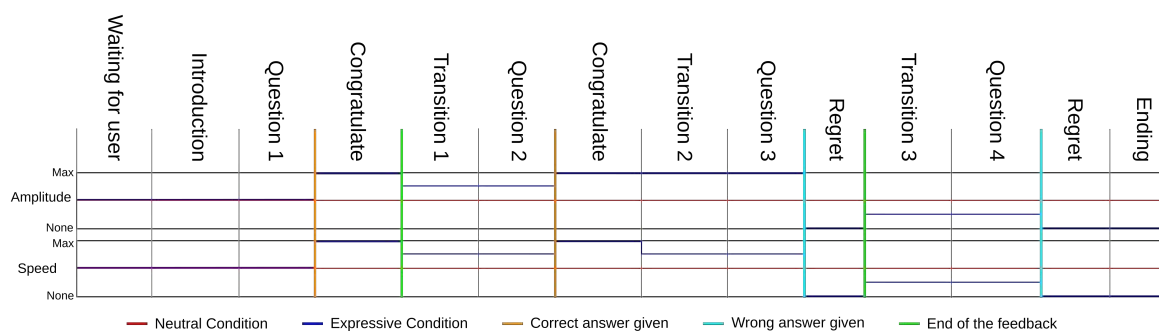 Waiting for user
Introduction
Question 1
Congratulate
Transition 1
Question 2
Congratulate
Transition 2
Question 3
Regret
Transition 3
Question 4
Regret
Ending
Max
Amplitude
None
Max
Speed
None
Neutral Condition
Expressive Condition
Correct answer given
Wrong answer given
End of the feedback